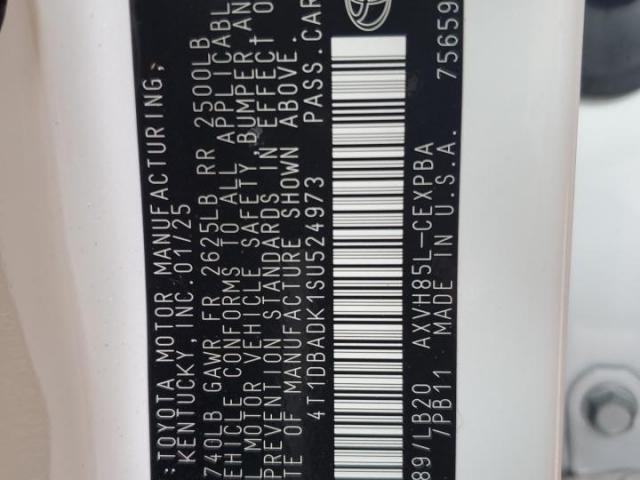 :TOYOTA MOTOR MANUFACTURING,
KENTUCKY, INC.01/25
740LB GAWR FR 2625LB RR 2500LB
EHICLE CONFORMS TO ALL APPLICABL
L MOTOR VEHICLE SAFETY,BUMPER AN
PREVENTION STANDARDS IN EFFECT O
TE OF MANUFACTURE SHOWN ABOVE.
4T1DBADK1SU524973 PASS.CAR
89/LB20 AXVH85L-CEXPBA
7PB11 MADE IN U.S.A. 75659